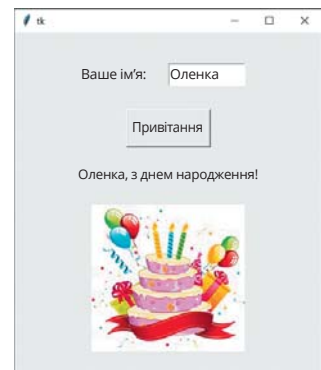 tk
Ваше ім'я: Оленка
Привітання
Оленка, з днем народження!